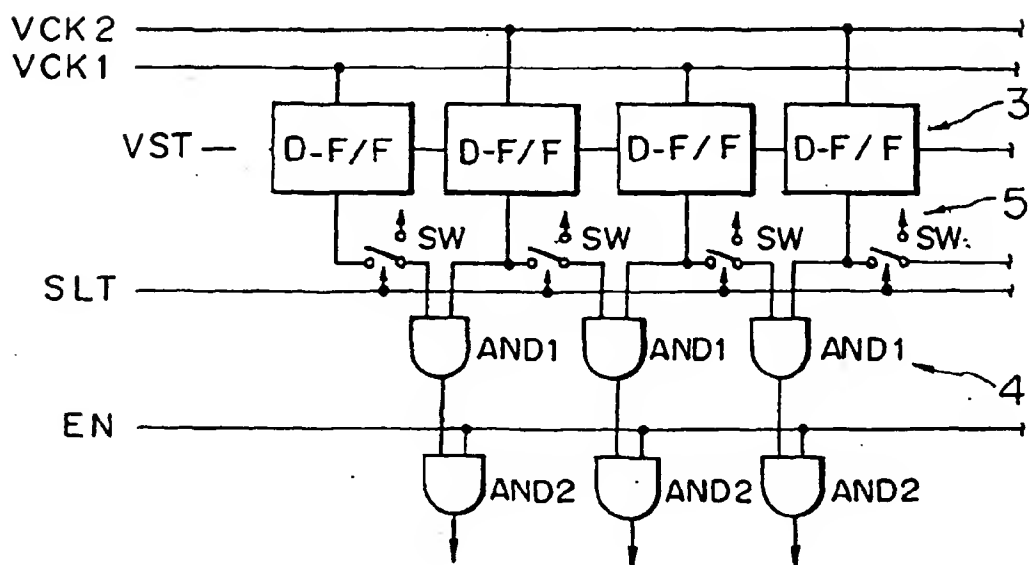 VCK2
VCK1
3
VST
D-F/F D-F/F D-F/F D-F/F
5
SW SW SW SW
SLT
AND1 AND1 AND1
4
EN
AND2 AND2 AND2